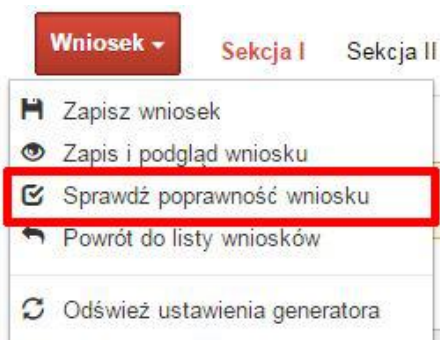 Wniosek Sekcja I Sekcja II
Zapisz wniosek
Zapis i podgląd wniosku
Sprawdź poprawność wniosku
Powrót do listy wniosków
Odśwież ustawienia generatora